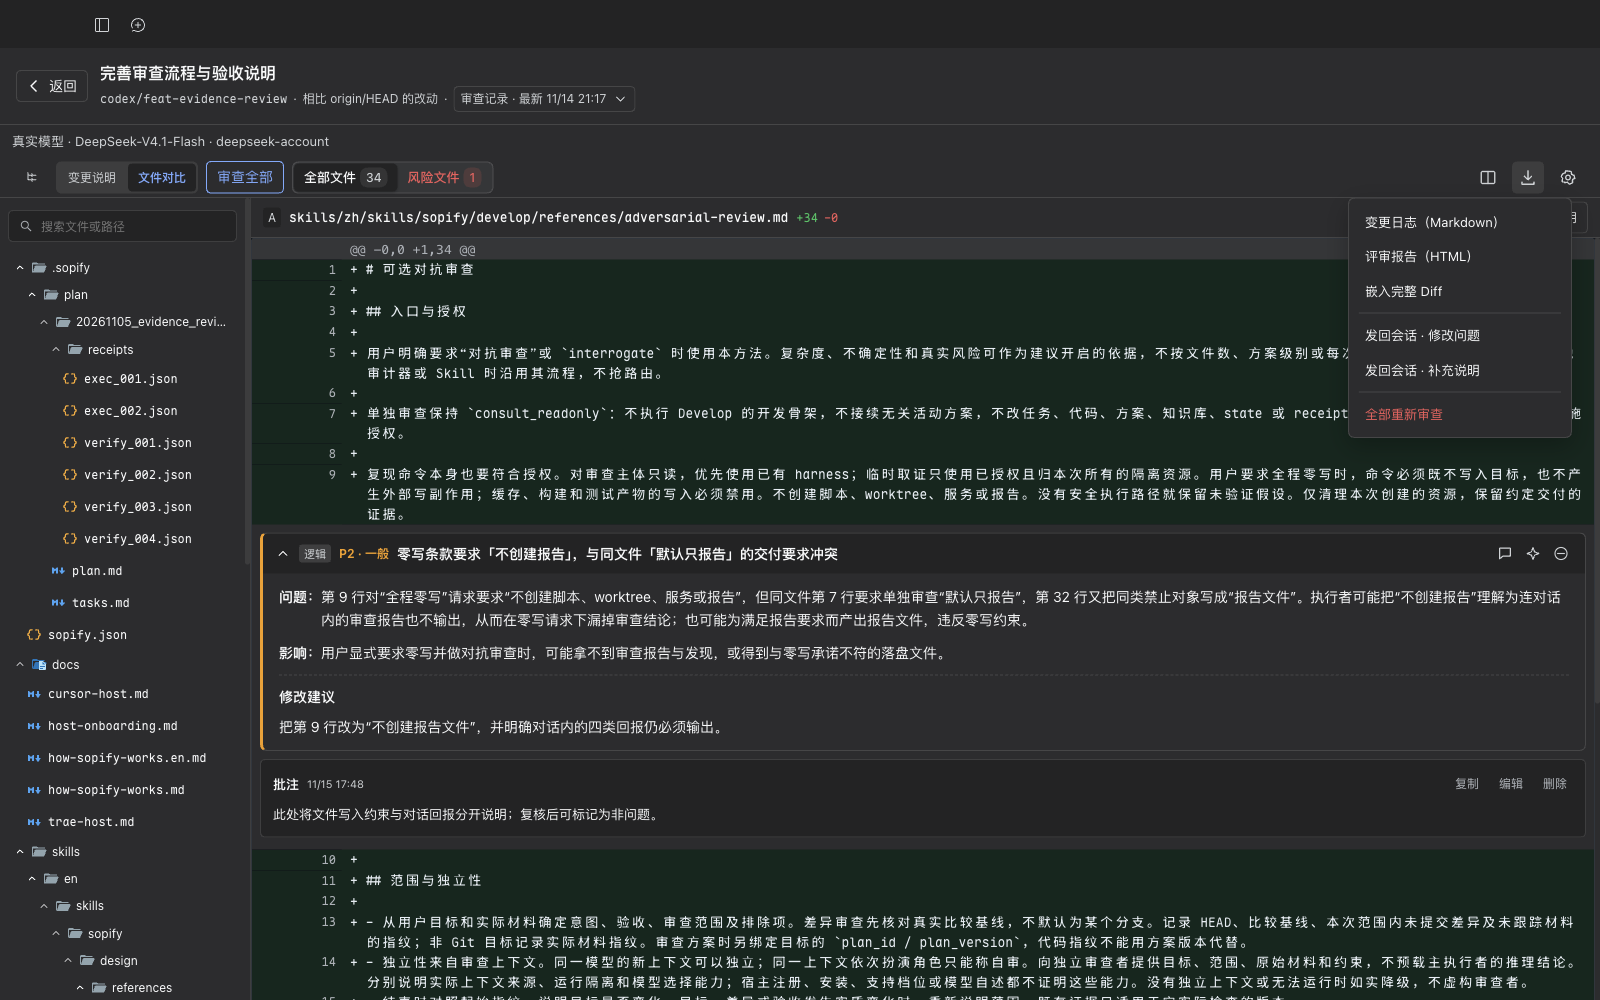 返回
完善审查流程与验收说明
codex/feat-evidence-review · 相比 origin/HEAD 的改动 ·
审查记录 · 最新 11/14 21:17
真实模型 · DeepSeek-V4.1-Flash · deepseek-account
变更说明 文件对比 审查全部 全部文件 34 风险文件 1
搜索文件或路径
.sopify
plan
20261105_evidence_revi...
receipts
exec_001.json
exec_002.json
verify_001.json
verify_002.json
verify_003.json
verify_004.json
plan.md
tasks.md
sopify.json
docs
cursor-host.md
host-onboarding.md
how-sopify-works.en.md
how-sopify-works.md
trae-host.md
skills
en
skills
sopify
design
references
A skills/zh/skills/sopify/develop/references/adversarial-review.md +34 -0
@@ -0,0 +1,34 @@
1 + # 可选对抗审查
2 +
3 + ## 入口与授权
4 +
5 + 用户明确要求“对抗审查”或 `interrogate` 时使用本方法。复杂度、不确定性和真实风险可作为建议开启的依据，不按文件数、方案级别或每次
审计器或 Skill 时沿用其流程，不抢路由。
6 +
7 + 单独审查保持 `consult_readonly`：不执行 Develop 的开发骨架，不接续无关活动方案，不改任务、代码、方案、知识库、state 或 receipt 施
授权。
8 +
9 + 复现命令本身也要符合授权。对审查主体只读，优先使用已有 harness；临时取证只使用已授权且归本次所有的隔离资源。用户要求全程零写时，命令必须既不写入目标，也不产
生外部写副作用；缓存、构建和测试产物的写入必须禁用。不创建脚本、worktree、服务或报告。没有安全执行路径就保留未验证假设。仅清理本次创建的资源，保留约定交付的
证据。
变更日志（Markdown）
评审报告（HTML）
嵌入完整 Diff
发回会话 · 修改问题
发回会话 · 补充说明
全部重新审查
逻辑 P2 · 一般 零写条款要求「不创建报告」，与同文件「默认只报告」的交付要求冲突
问题：第 9 行对“全程零写”请求要求“不创建脚本、worktree、服务或报告”，但同文件第 7 行要求单独审查“默认只报告”，第 32 行又把同类禁止对象写成“报告文件”。执行者可能把“不创建报告”理解为连对话
内的审查报告也不输出，从而在零写请求下漏掉审查结论；也可能为满足报告要求而产出报告文件，违反零写约束。
影响：用户显式要求零写并做对抗审查时，可能拿不到审查报告与发现，或得到与零写承诺不符的落盘文件。
修改建议
把第 9 行改为“不创建报告文件”，并明确对话内的四类回报仍必须输出。
批注 11/15 17:48 复制 编辑 删除
此处将文件写入约束与对话回报分开说明；复核后可标记为非问题。
10 +
11 + ## 范围与独立性
12 +
13 + - 从用户目标和实际材料确定意图、验收、审查范围及排除项。差异审查先核对真实比较基线，不默认为某个分支。记录 HEAD、比较基线、本次范围内未提交差异及未跟踪材料
的指纹；非 Git 目标记录实际材料指纹。审查方案时另绑定目标的 `plan_id / plan_version`，代码指纹不能用方案版本代替。
14 + - 独立性来自审查上下文。同一模型的新上下文可以独立；同一上下文依次扮演角色只能称自审。向独立审查者提供目标、范围、原始材料和约束，不预载主执行者的推理结论。
分别说明实际上下文来源、运行隔离和模型选择能力；宿主注册、安装、支持档位或模型自述都不证明这些能力。没有独立上下文或无法运行时如实降级，不虚构审查者。